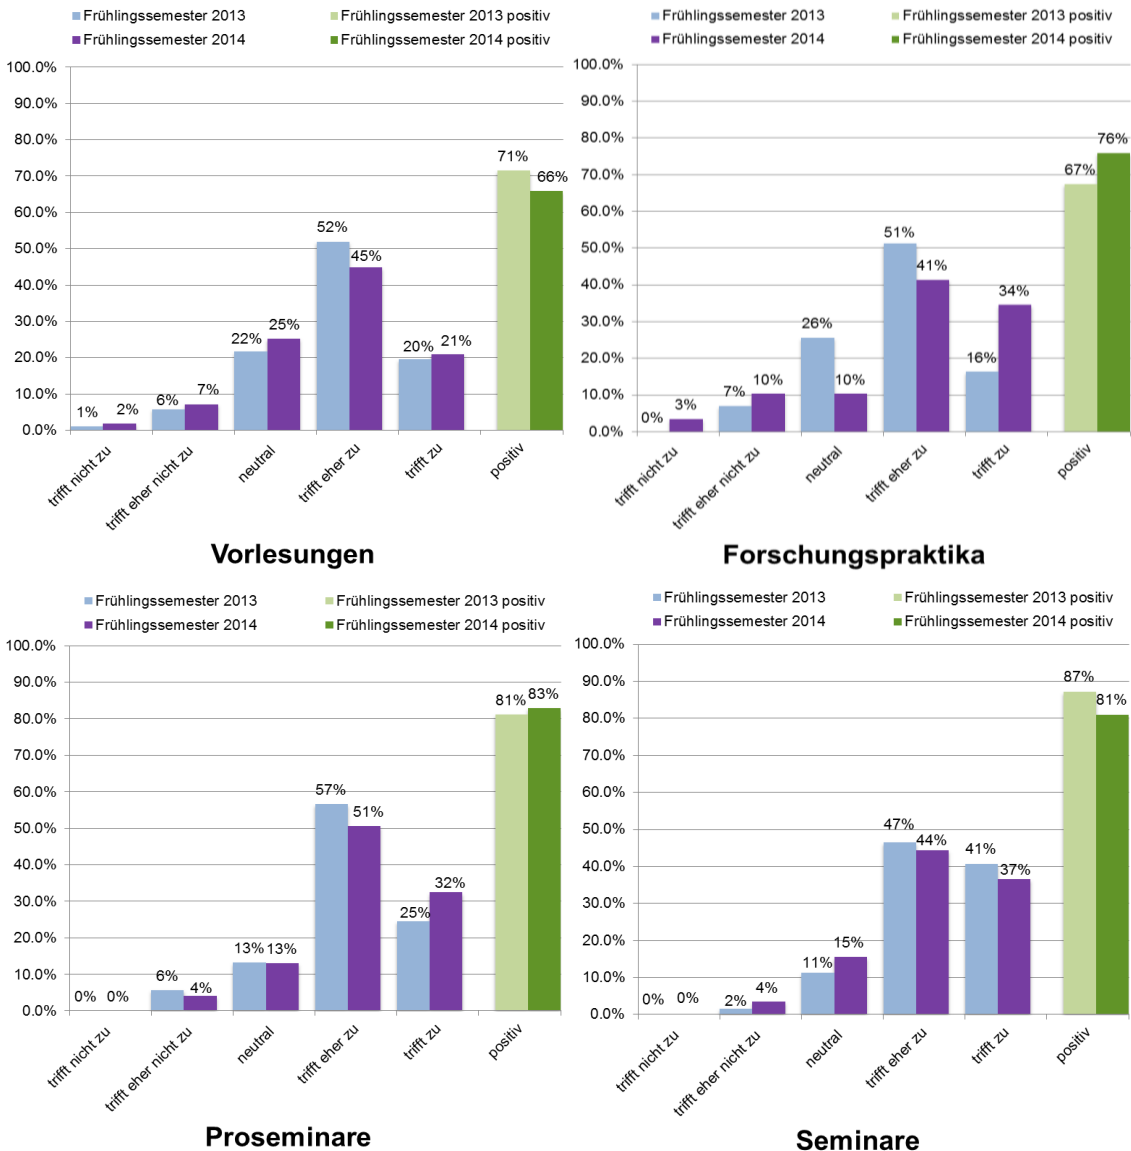 Frühlingssemester 2013 Frühlingssemester 2013 positiv
Frühlingssemester 2014 Frühlingssemester 2014 positiv
100.0%
90.0%
80.0%
70.0%
60.0%
50.0%
40.0%
30.0%
20.0%
10.0%
0.0%
1% 2% 6% 7% 22% 25% 52% 45% 20% 21% 71% 66%
trifft nicht zu
trifft eher nicht zu
neutral
trifft eher zu
trifft zu
positiv
Vorlesungen
Frühlingssemester 2013 Frühlingssemester 2013 positiv
Frühlingssemester 2014 Frühlingssemester 2014 positiv
100.0%
90.0%
80.0%
70.0%
60.0%
50.0%
40.0%
30.0%
20.0%
10.0%
0.0%
0% 3% 7% 10% 26% 10% 51% 41% 16% 34% 67% 76%
trifft nicht zu
trifft eher nicht zu
neutral
trifft eher zu
trifft zu
positiv
Forschungspraktika
Frühlingssemester 2013 Frühlingssemester 2013 positiv
Frühlingssemester 2014 Frühlingssemester 2014 positiv
100.0%
90.0%
80.0%
70.0%
60.0%
50.0%
40.0%
30.0%
20.0%
10.0%
0.0%
0% 0% 6% 4% 13% 13% 57% 51% 25% 32% 81% 83%
trifft nicht zu
trifft eher nicht zu
neutral
trifft eher zu
trifft zu
positiv
Proseminare
Frühlingssemester 2013 Frühlingssemester 2013 positiv
Frühlingssemester 2014 Frühlingssemester 2014 positiv
100.0%
90.0%
80.0%
70.0%
60.0%
50.0%
40.0%
30.0%
20.0%
10.0%
0.0%
0% 0% 2% 4% 11% 15% 47% 44% 41% 37% 87% 81%
trifft nicht zu
trifft eher nicht zu
neutral
trifft eher zu
trifft zu
positiv
Seminare